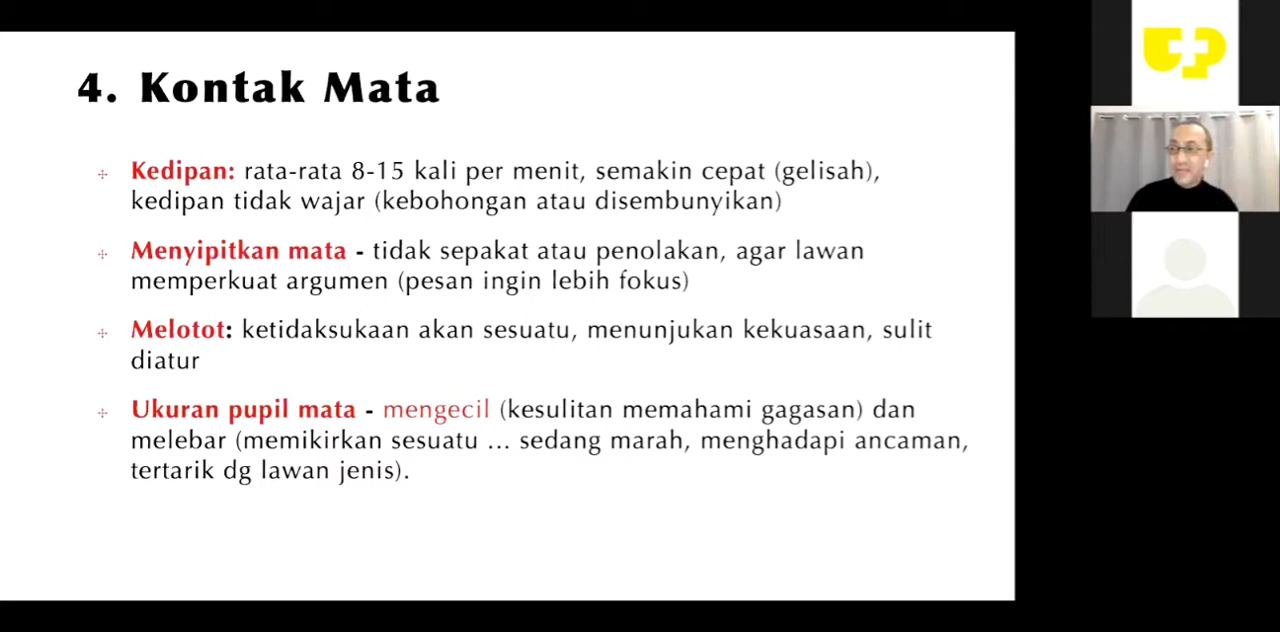 4. Kontak Mata
Kedipan: rata-rata 8-15 kali per menit, semakin cepat (gelisah),
kedipan tidak wajar (kebohongan atau disembunyikan)
Menyipitkan mata - tidak sepakat atau penolakan, agar lawan
memperkuat argumen (pesan ingin lebih fokus)
Melotot: ketidaksukaan akan sesuatu, menunjukan kekuasaan, sulit
diatur
Ukuran pupil mata - mengecil (kesulitan memahami gagasan) dan
melebar (memikirkan sesuatu ... sedang marah, menghadapi ancaman,
tertarik dg lawan jenis).